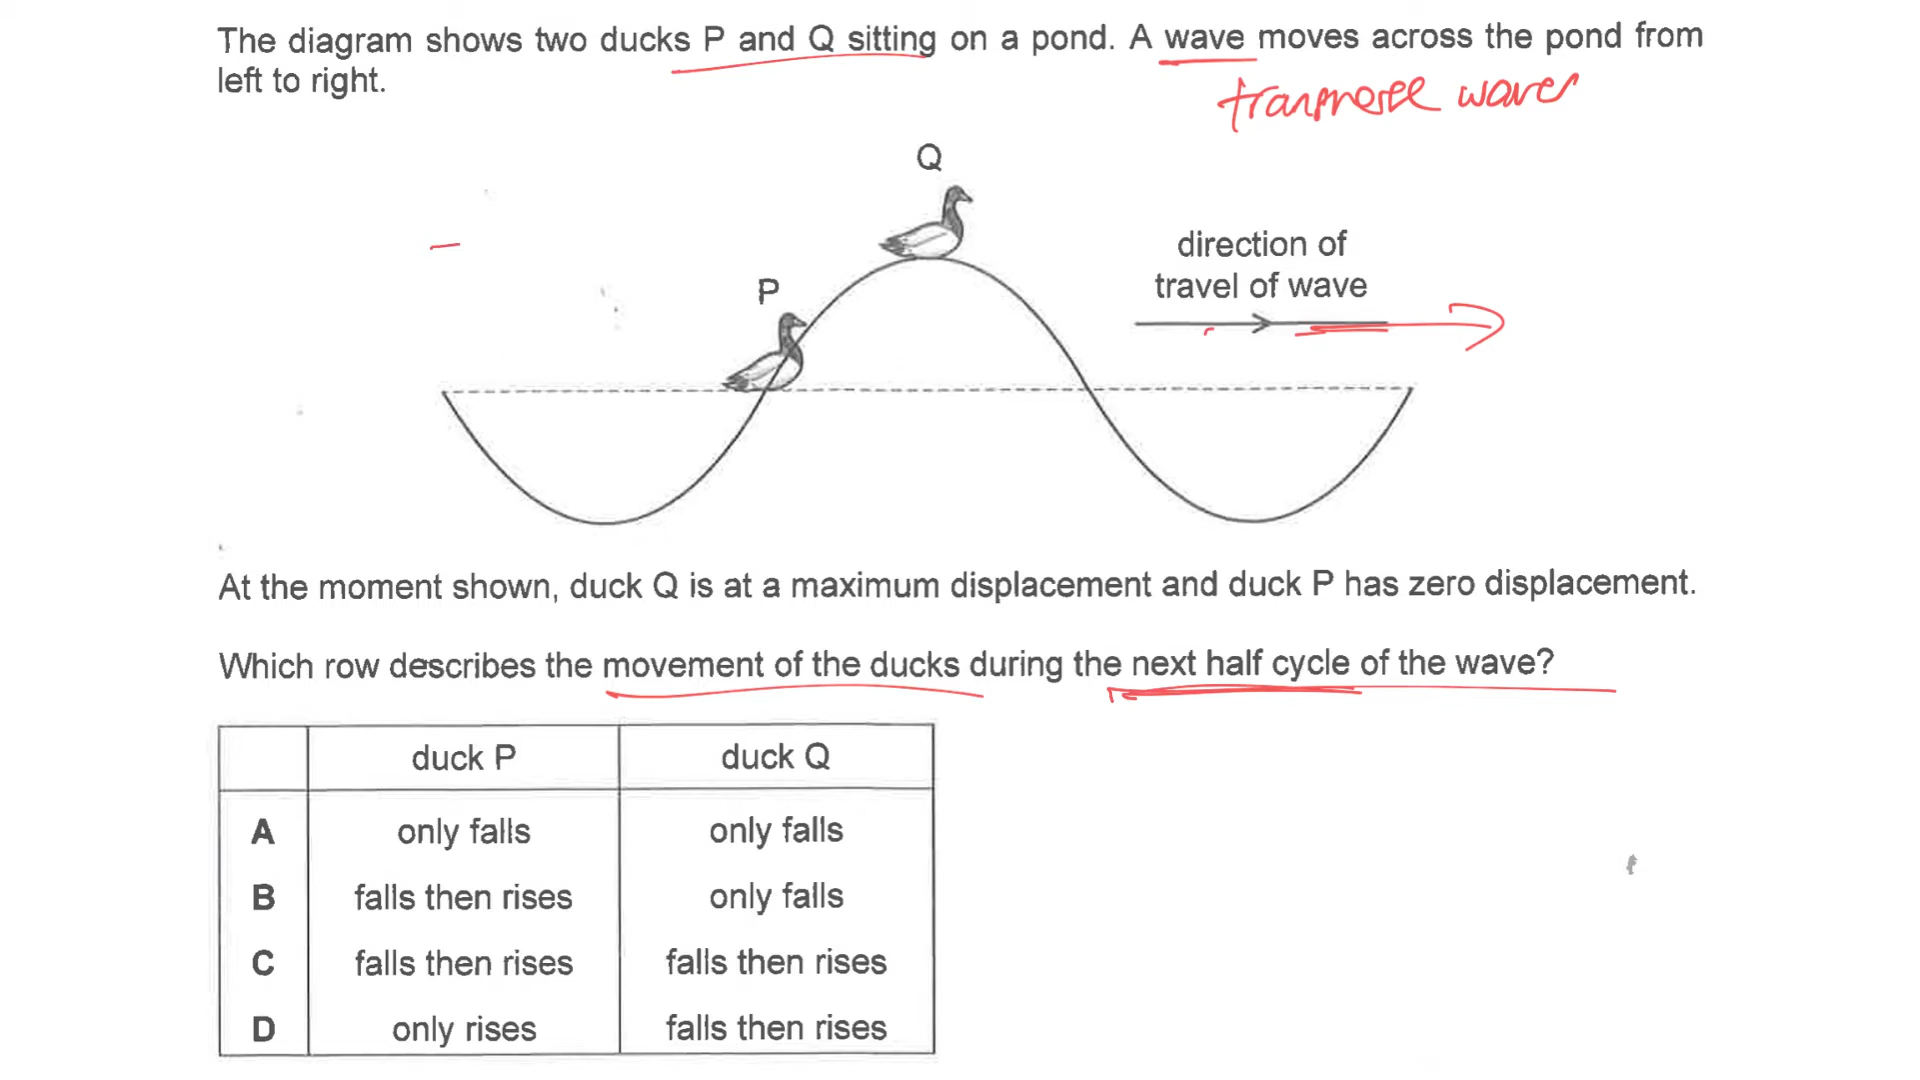 The diagram shows two ducks P and Q sitting on a pond. A wave moves across the pond from
left to right.
wave
Q
P
direction of
travel of wave
At the moment shown, duck Q is at a maximum displacement and duck P has zero displacement.
Which row describes the movement of the ducks during the next half cycle of the wave?
duck P duck Q
A only falls only falls
B falls then rises only falls
C falls then rises falls then rises
D only rises falls then rises